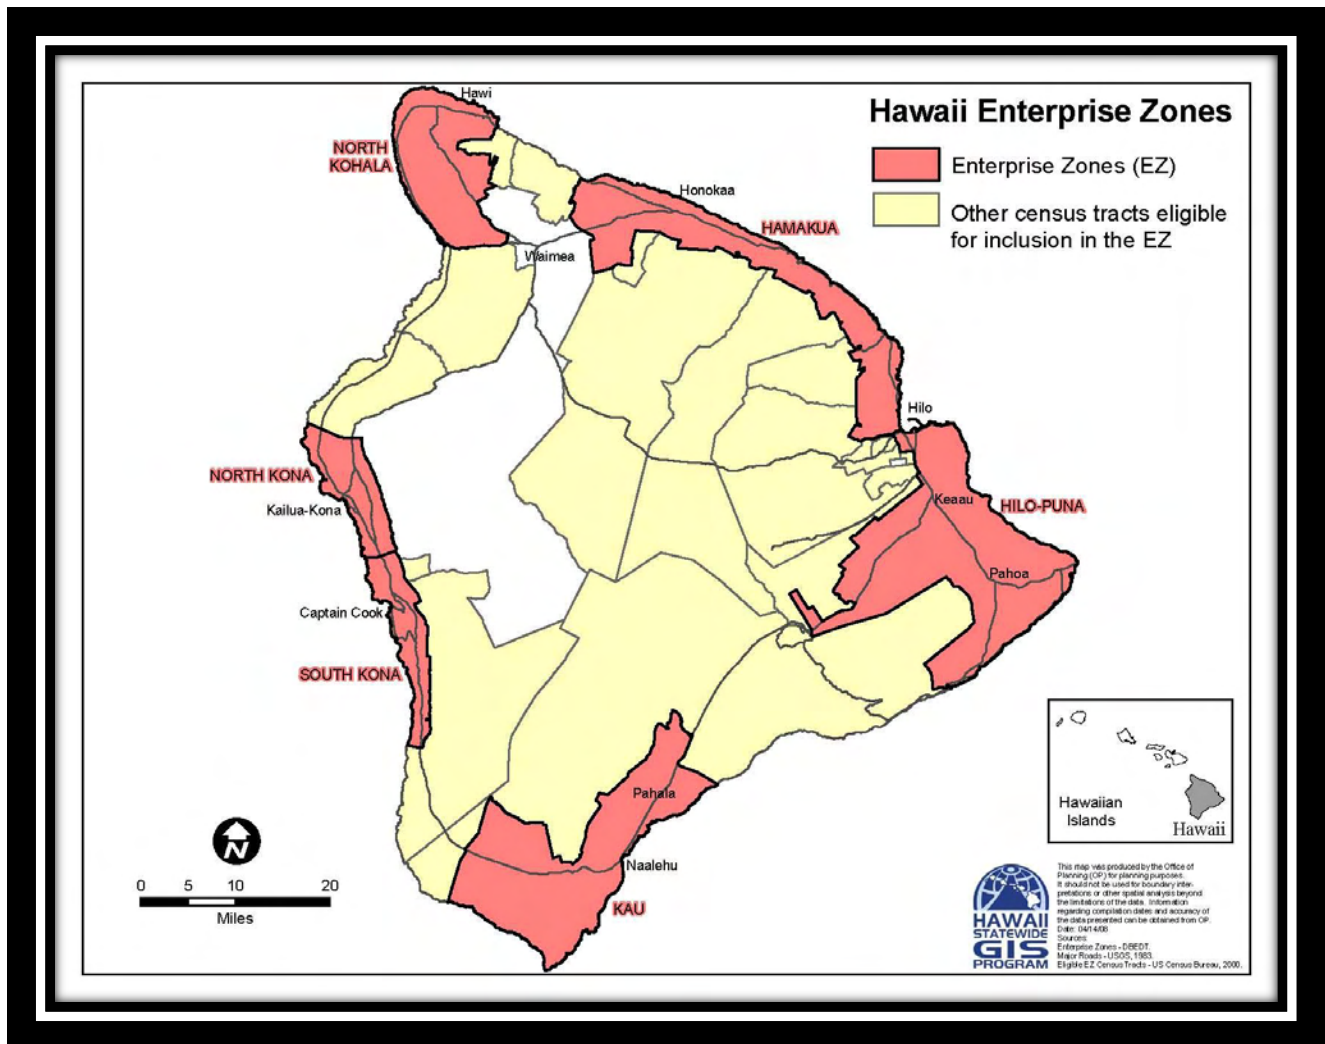 Hawaii Enterprise Zones
Enterprise Zones (EZ)
Other census tracts eligible
for inclusion in the EZ
Hawi
NORTH
KOHALA
Honokaa
HAMAKUA
Waimea
Hilo
NORTH KONA
Kailua-Kona
Keaau
HILO-PUNA
Pahoa
Captain Cook
SOUTH KONA
Pahala
Naalehu
KAU
N
0 5 10 20
Miles
Hawaiian
Islands
Hawaii
HAWAII
STATEWIDE
GIS
PROGRAM
This map was produced by the Office of
Planning (OP) for planning purposes.
It should not be used for boundary inter-
pretations or other spatial analysis beyond
the limitations of the data. Information
regarding compilation dates and accuracy of
the data presented can be obtained from OP.
Date: 04/14/08
Sources:
Enterprise Zones - DBEDT.
Major Roads - USGS, 1983.
Eligible EZ Census Tracts - US Census Bureau, 2000.